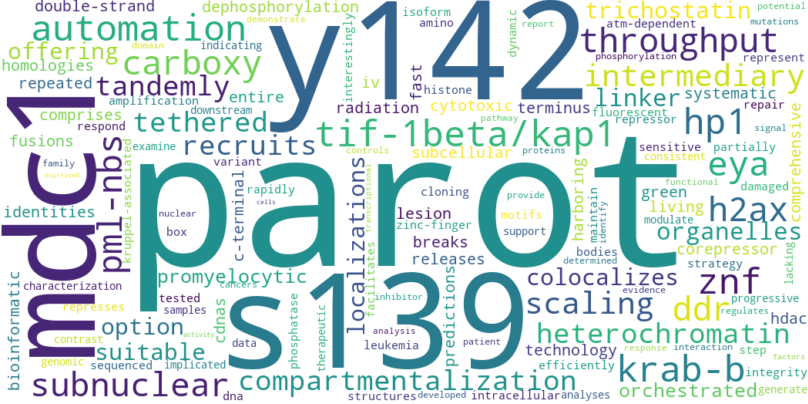 double-strand
dephosphorylation
demonstrate
automation
y142
isoform
amino
trichostatin
potential
mutations
atm-dependent
domain
indicating
interestingly
dynamic
report
offering
carboxy
iv
fast
throughput
phosphorylation
represent
homologies
repeated
amplification
downstream
radiation
histone
intermediary
tandemly
cytotoxic
terminus
fluorescent
repressor
systematic
repair
comprises
entire
linker
hp1
signal
mdc1
respond
tethered
tif-1beta/kap1
pathway
sensitive
partially
comprehensive
fusions
examine
recruits
controls
subcellular
proteins
consistent
damaged
family
expressed
pml-nbs
kruppel-associated
variant
parot
eya
functional
rapidly
localizations
transcriptional
cloning
harboring
green
living
modulate
identities
nuclear
cells
c-terminal
lesion
zinc-finger
provide
motifs
maintain
identify
h2ax
organelles
box
breaks
support
bodies
determined
corepressor
lacking
bioinformatic
characterization
promyelocytic
releases
facilitates
strategy
represses
cancers
s139
predictions
colocalizes
znf
evidence
progressive
regulates
tested
samples
cdnas
phosphatase
therapeutic
inhibitor
scaling
ddr
hdac
contrast
option
data
analysis
patient
heterochromatin
genomic
implicated
activity
suitable
leukemia
technology
response
interaction
step
factors
sequenced
efficiently
krab-b
integrity
subnuclear
dna
compartmentalization
structures
developed
intracellular
analyses
orchestrated
generate